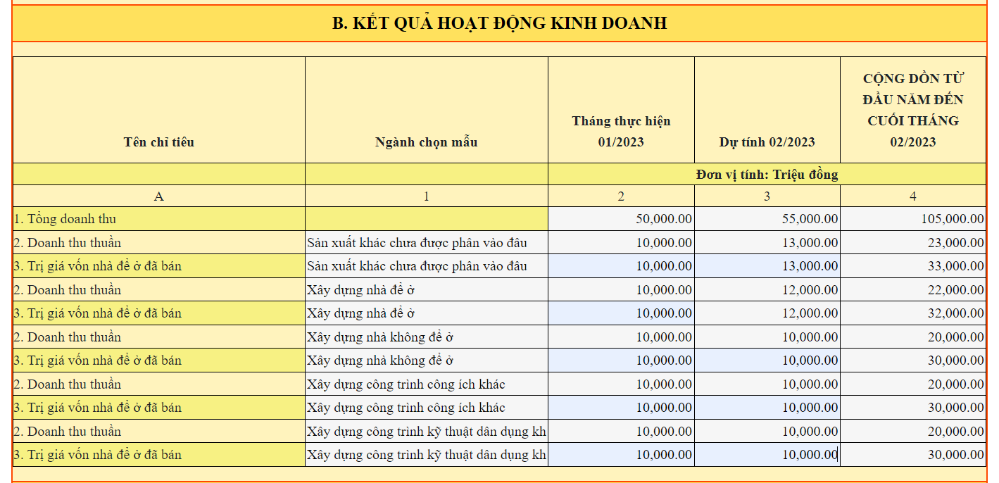 B. KẾT QUẢ HOẠT ĐỘNG KINH DOANH
Tên chỉ tiêu Ngành chọn mẫu Tháng thực hiện 01/2023 Dự tính 02/2023 CỘNG DỒN TỪ ĐẦU NĂM ĐẾN CUỐI THÁNG 02/2023
Đơn vị tính: Triệu đồng
A 1 2 3 4
1. Tổng doanh thu 50,000.00 55,000.00 105,000.00
2. Doanh thu thuần Sản xuất khác chưa được phân vào đâu 10,000.00 13,000.00 23,000.00
3. Trị giá vốn nhà để ở đã bán Sản xuất khác chưa được phân vào đâu 10,000.00 13,000.00 33,000.00
2. Doanh thu thuần Xây dựng nhà để ở 10,000.00 12,000.00 22,000.00
3. Trị giá vốn nhà để ở đã bán Xây dựng nhà để ở 10,000.00 12,000.00 32,000.00
2. Doanh thu thuần Xây dựng nhà không để ở 10,000.00 10,000.00 20,000.00
3. Trị giá vốn nhà để ở đã bán Xây dựng nhà không để ở 10,000.00 10,000.00 30,000.00
2. Doanh thu thuần Xây dựng công trình công ích khác 10,000.00 10,000.00 20,000.00
3. Trị giá vốn nhà để ở đã bán Xây dựng công trình công ích khác 10,000.00 10,000.00 30,000.00
2. Doanh thu thuần Xây dựng công trình kỹ thuật dân dụng kh 10,000.00 10,000.00 20,000.00
3. Trị giá vốn nhà để ở đã bán Xây dựng công trình kỹ thuật dân dụng kh 10,000.00 10,000.00 30,000.00